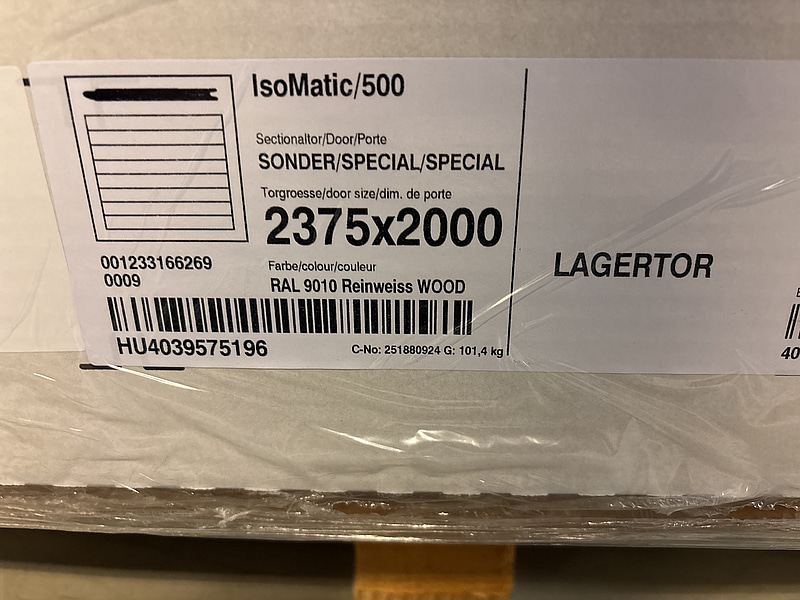 IsoMatic/500
Sectionaltor/Door/Porte
SONDER/SPECIAL/SPECIAL
Torgroesse/door size/dim. de porte
2375x2000
001233166269
0009
Farbe/colour/couleur
RAL 9010 Reinweiss WOOD
HU4039575196
C-No: 251880924 G: 101,4 kg
LAGERTOR
40